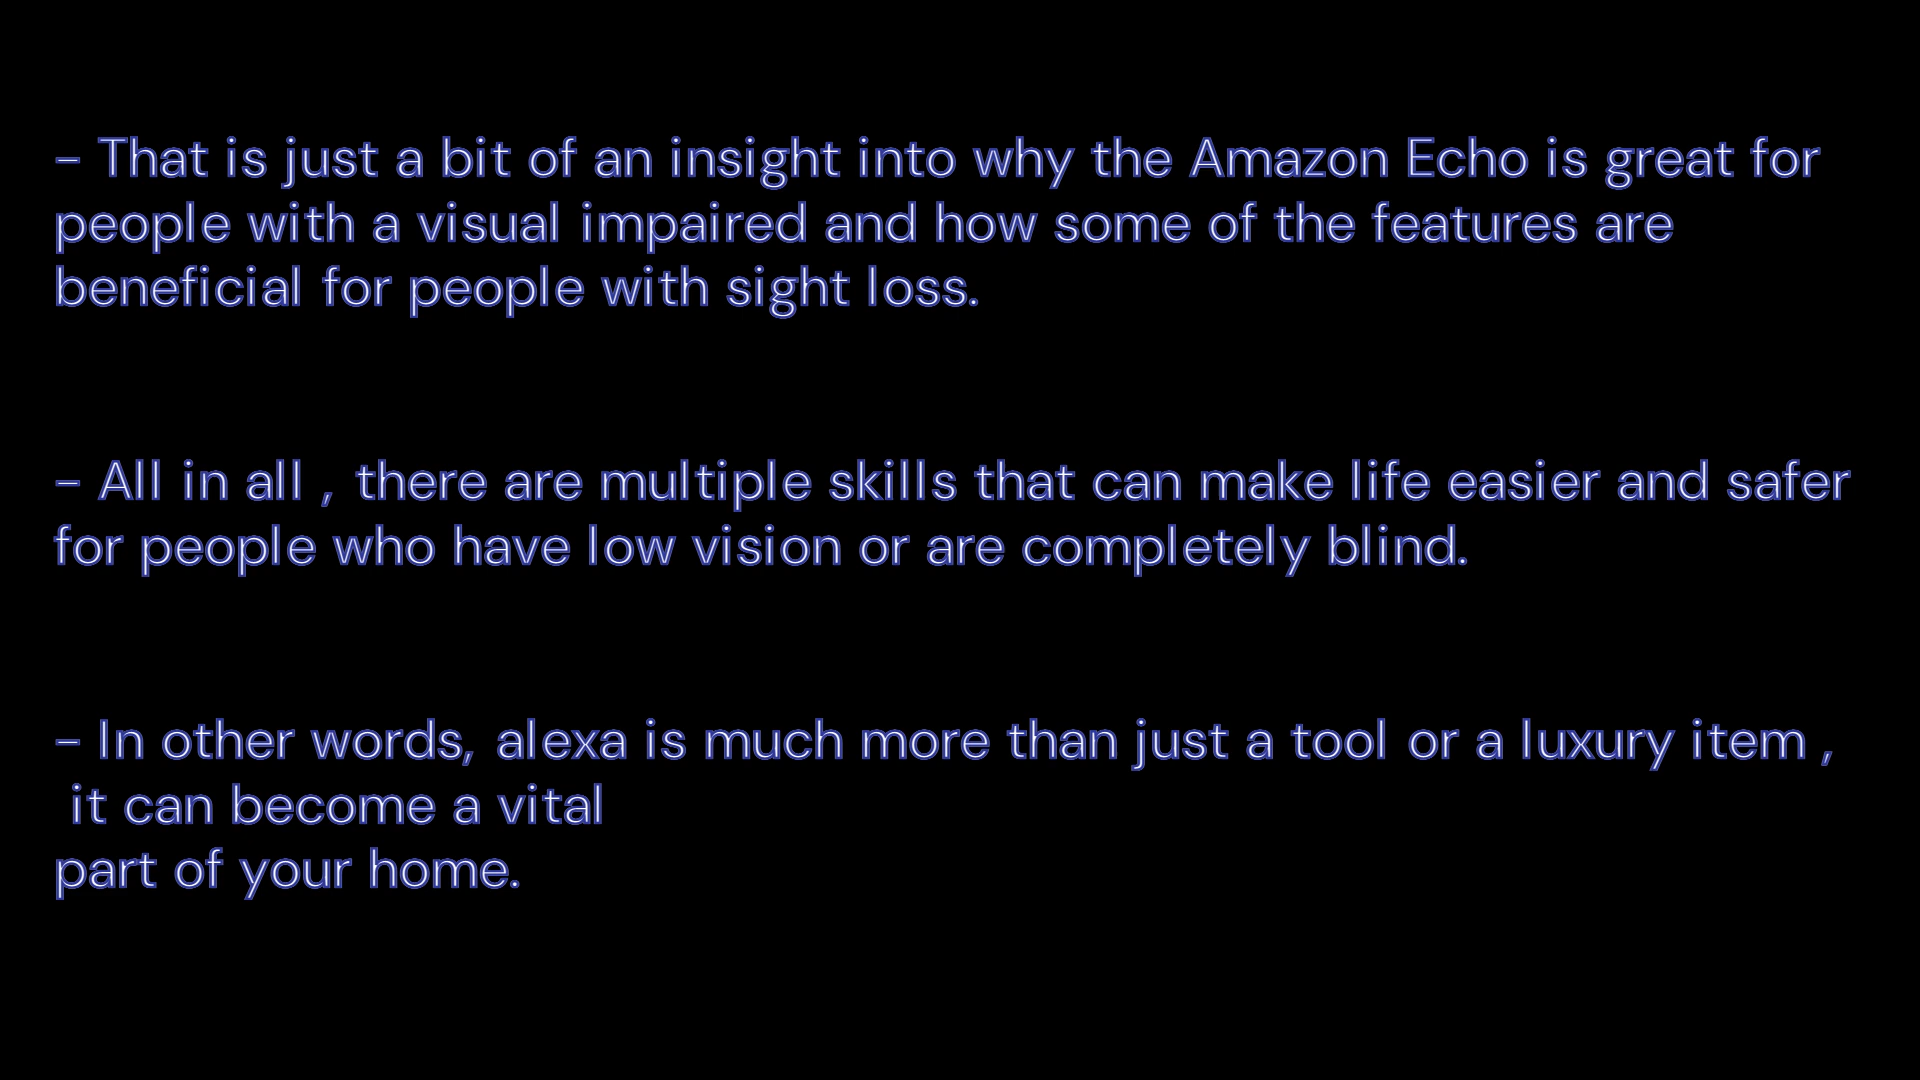 - That is just a bit of an insight into why the Amazon Echo is great for
people with a visual impaired and how some of the features are
beneficial for people with sight loss.
- All in all , there are multiple skills that can make life easier and safer
for people who have low vision or are completely blind.
- In other words, alexa is much more than just a tool or a luxury item ,
it can become a vital
part of your home.